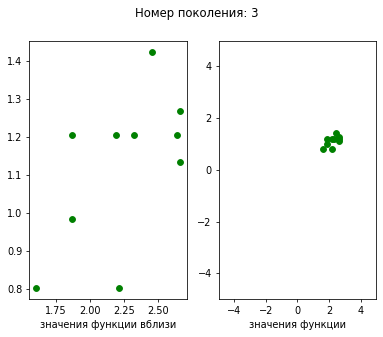 Номер поколения: 3
1.4
1.3
1.2
1.1
1.0
0.9
0.8
1.75 2.00 2.25 2.50
значения функции вблизи
4
2
0
−2
−4
−4 −2 0 2 4
значения функции